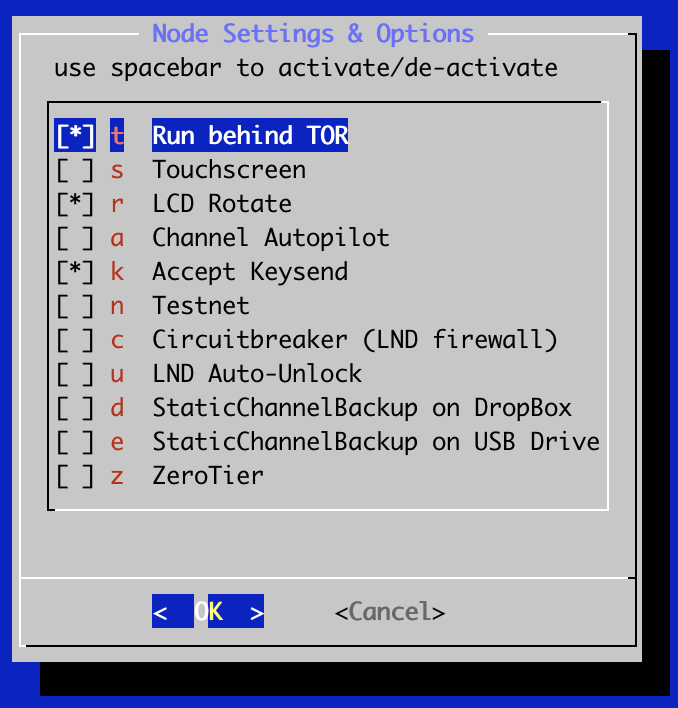 Node Settings & Options
use spacebar to activate/de-activate
[*] t Run behind TOR
[ ] s Touchscreen
[*] r LCD Rotate
[ ] a Channel Autopilot
[*] k Accept Keysend
[ ] n Testnet
[ ] c Circuitbreaker (LND firewall)
[ ] u LND Auto-Unlock
[ ] d StaticChannelBackup on DropBox
[ ] e StaticChannelBackup on USB Drive
[ ] z ZeroTier
< OK > <Cancel>